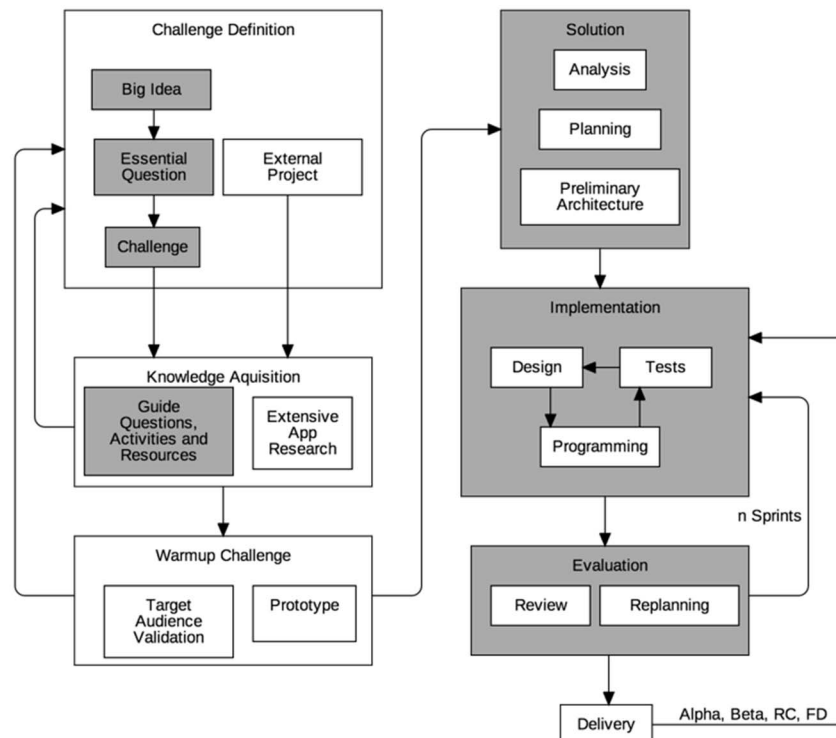 Challenge Definition
Big Idea
Essential
Question
External
Project
Challenge
Knowledge Aquisition
Guide
Questions,
Activities and
Resources
Extensive
App
Research
Warmup Challenge
Target
Audience
Validation
Prototype
Solution
Analysis
Planning
Preliminary
Architecture
Implementation
Design
Tests
Programming
n Sprints
Evaluation
Review
Replanning
Delivery
Alpha, Beta, RC, FD